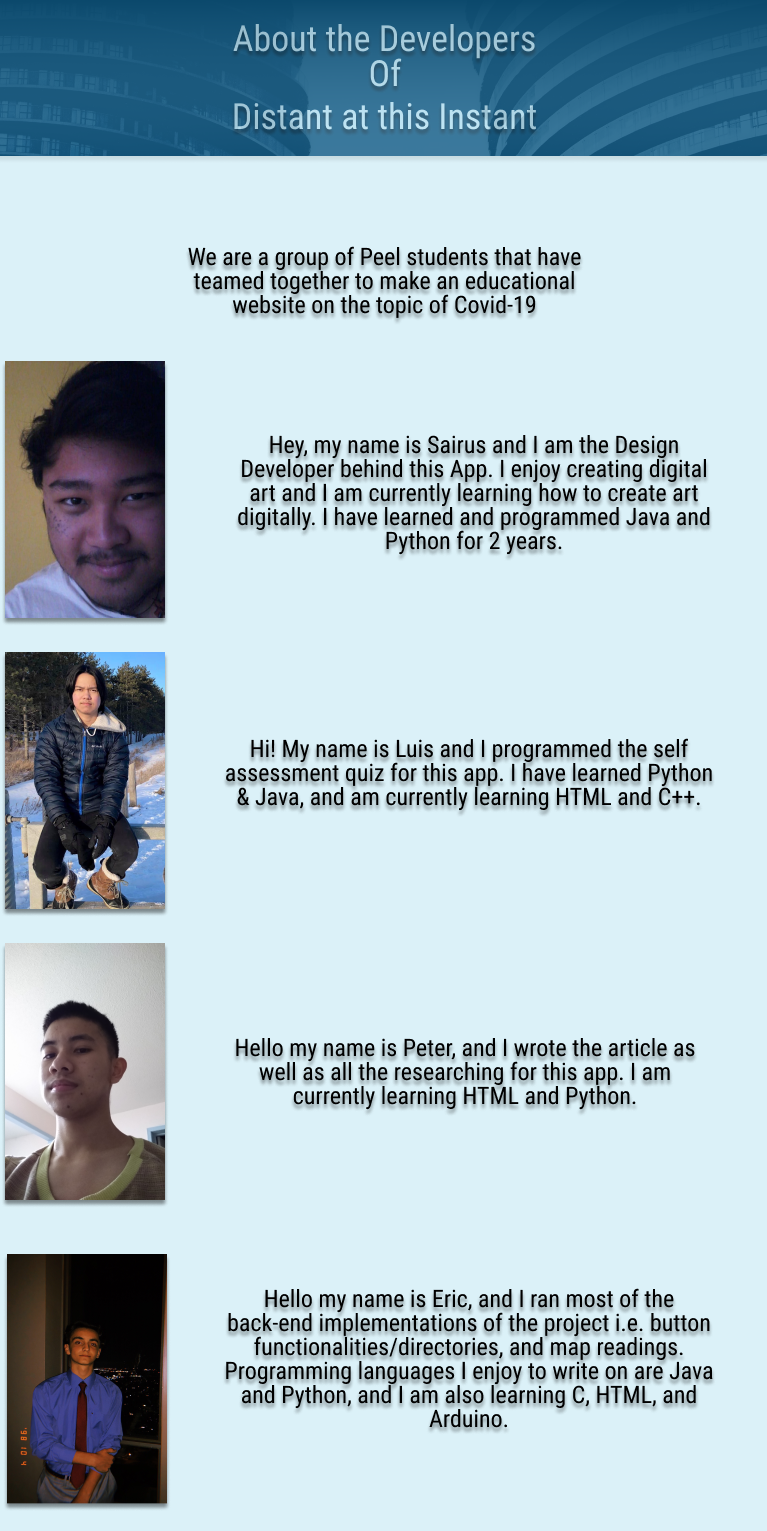 About the Developers
Of
Distant at this Instant
We are a group of Peel students that have
teamed together to make an educational
website on the topic of Covid-19
Hey, my name is Sairus and I am the Design
Developer behind this App. I enjoy creating digital
art and I am currently learning how to create art
digitally. I have learned and programmed Java and
Python for 2 years.
Hi! My name is Luis and I programmed the self
assessment quiz for this app. I have learned Python
& Java, and am currently learning HTML and C++.
Hello my name is Peter, and I wrote the article as
well as all the researching for this app. I am
currently learning HTML and Python.
Hello my name is Eric, and I ran most of the
back-end implementations of the project i.e. button
functionalities/directories, and map readings.
Programming languages I enjoy to write on are Java
and Python, and I am also learning C, HTML, and
Arduino.